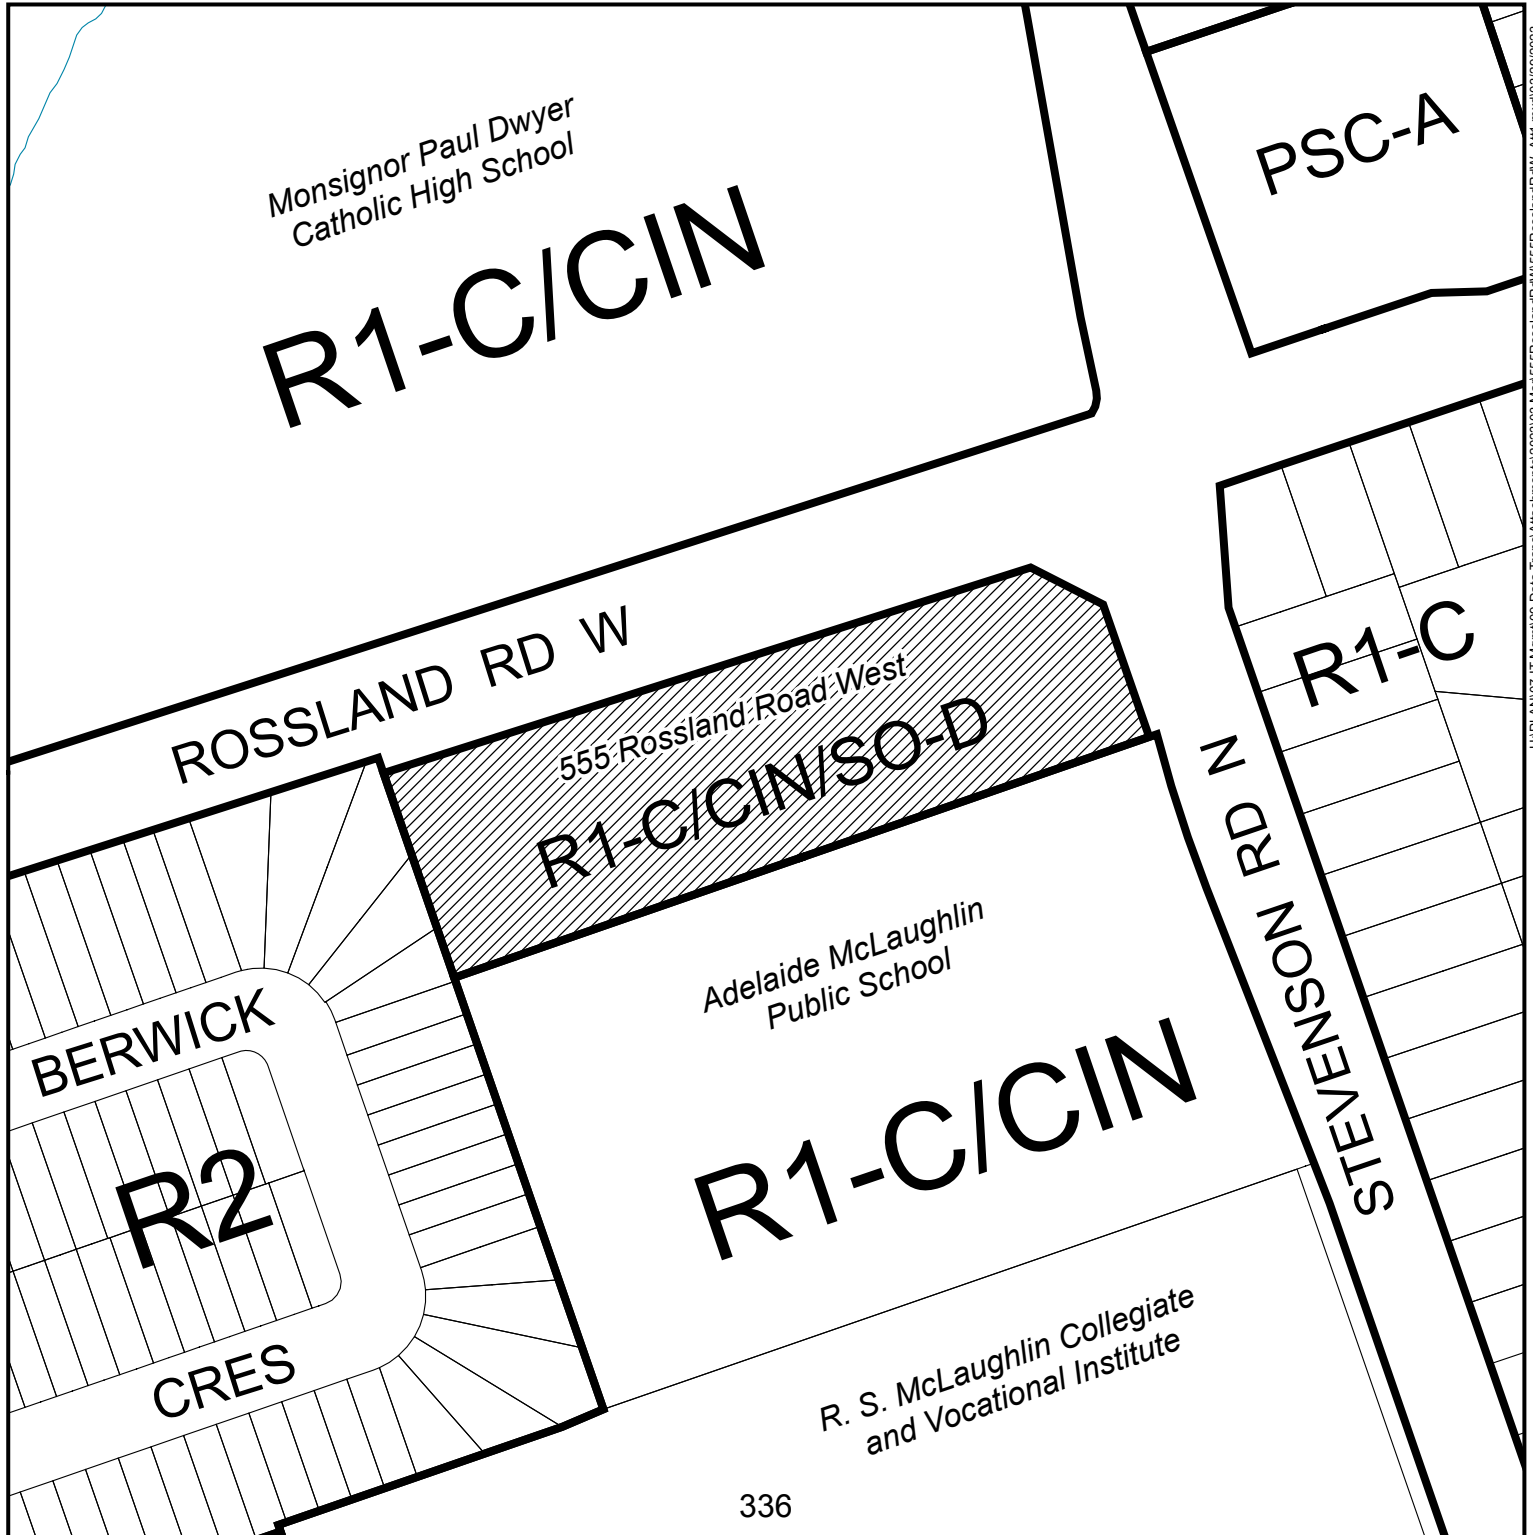 Monsignor Paul Dwyer
Catholic High School
R1-C/CIN
PSC-A
ROSSLAND RD W
555 Rossland Road West
R1-C/CIN/SO-D
R1-C
STEVENSON RD N
Adelaide McLaughlin
Public School
R1-C/CIN
BERWICK
R2
CRES
R. S. McLaughlin Collegiate
and Vocational Institute
336